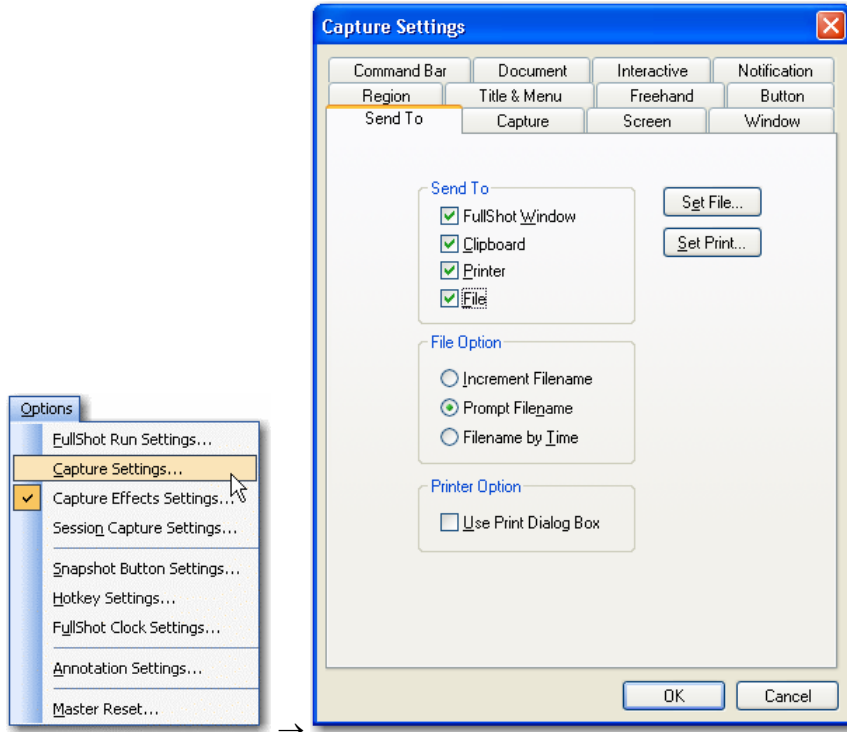 Options
FullShot Run Settings...
Capture Settings...
Capture Effects Settings...
Session Capture Settings...
Snapshot Button Settings...
Hotkey Settings...
FullShot Clock Settings...
Annotation Settings...
Master Reset...
→
Capture Settings
Command Bar Document Interactive Notification
Region Title & Menu Freehand Button
Send To Capture Screen Window
Send To
FullShot Window
Clipboard
Printer
File
Set File...
Set Print...
File Option
Increment Filename
Prompt Filename
Filename by Time
Printer Option
Use Print Dialog Box
OK Cancel